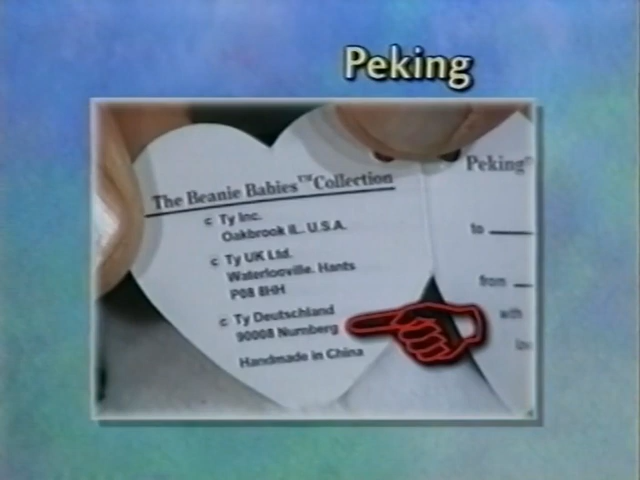 Peking
The Beanie Babies™ Collection
© Ty Inc.
Oakbrook IL. U.S.A.
© Ty UK Ltd.
Waterlooville. Hants
P08 8HH
© Ty Deutschland
90008 Nurnberg
Handmade in China
Peking
to
from
with